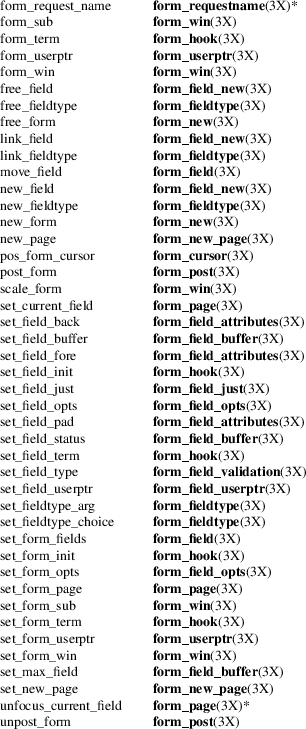 form_request_name form_requestname(3X)*
form_sub form_win(3X)
form_term form_hook(3X)
form_userptr form_userptr(3X)
form_win form_win(3X)
free_field form_field_new(3X)
free_fieldtype form_fieldtype(3X)
free_form form_new(3X)
link_field form_field_new(3X)
link_fieldtype form_fieldtype(3X)
move_field form_field(3X)
new_field form_field_new(3X)
new_fieldtype form_fieldtype(3X)
new_form form_new(3X)
new_page form_new_page(3X)
pos_form_cursor form_cursor(3X)
post_form form_post(3X)
scale_form form_win(3X)
set_current_field form_page(3X)
set_field_back form_field_attributes(3X)
set_field_buffer form_field_buffer(3X)
set_field_fore form_field_attributes(3X)
set_field_init form_hook(3X)
set_field_just form_field_just(3X)
set_field_opts form_field_opts(3X)
set_field_pad form_field_attributes(3X)
set_field_status form_field_buffer(3X)
set_field_term form_hook(3X)
set_field_type form_field_validation(3X)
set_field_userptr form_field_userptr(3X)
set_fieldtype_arg form_fieldtype(3X)
set_fieldtype_choice form_fieldtype(3X)
set_form_fields form_field(3X)
set_form_init form_hook(3X)
set_form_opts form_field_opts(3X)
set_form_page form_page(3X)
set_form_sub form_win(3X)
set_form_term form_hook(3X)
set_form_userptr form_userptr(3X)
set_form_win form_win(3X)
set_max_field form_field_buffer(3X)
set_new_page form_new_page(3X)
unfocus_current_field form_page(3X)*
unpost_form form_post(3X)